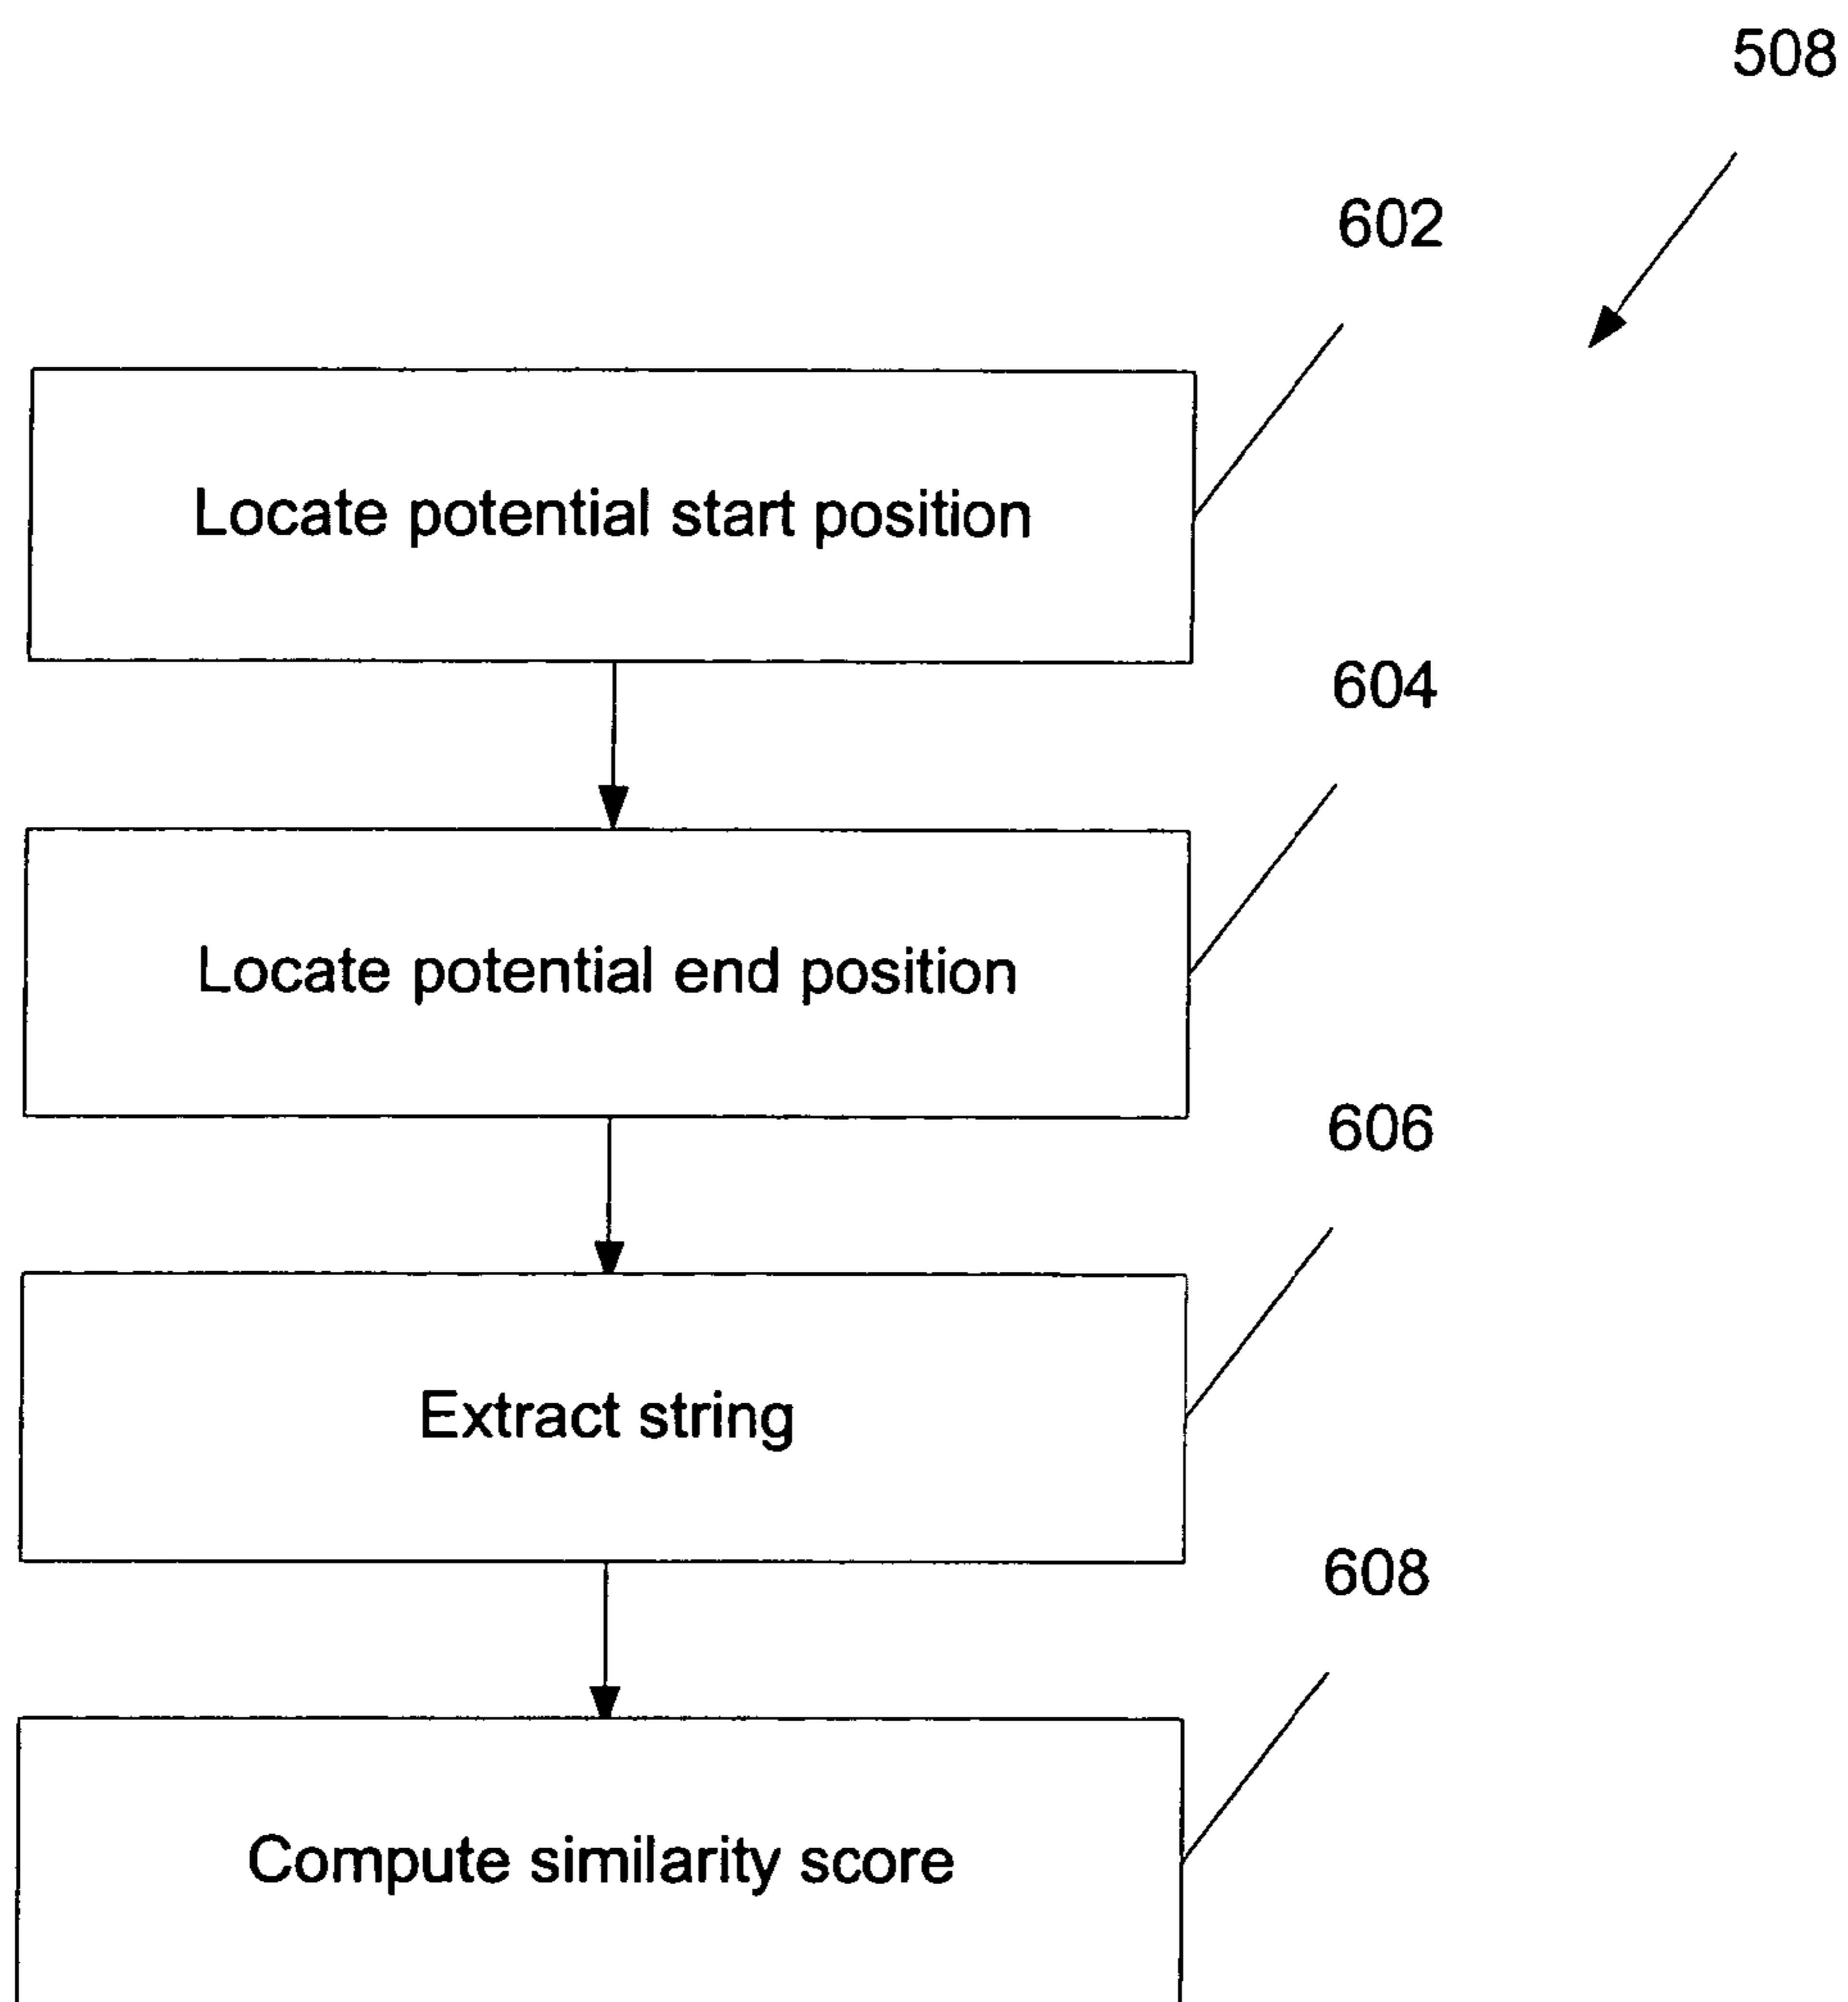 508
602
Locate potential start position
604
Locate potential end position
606
Extract string
608
Compute similarity score